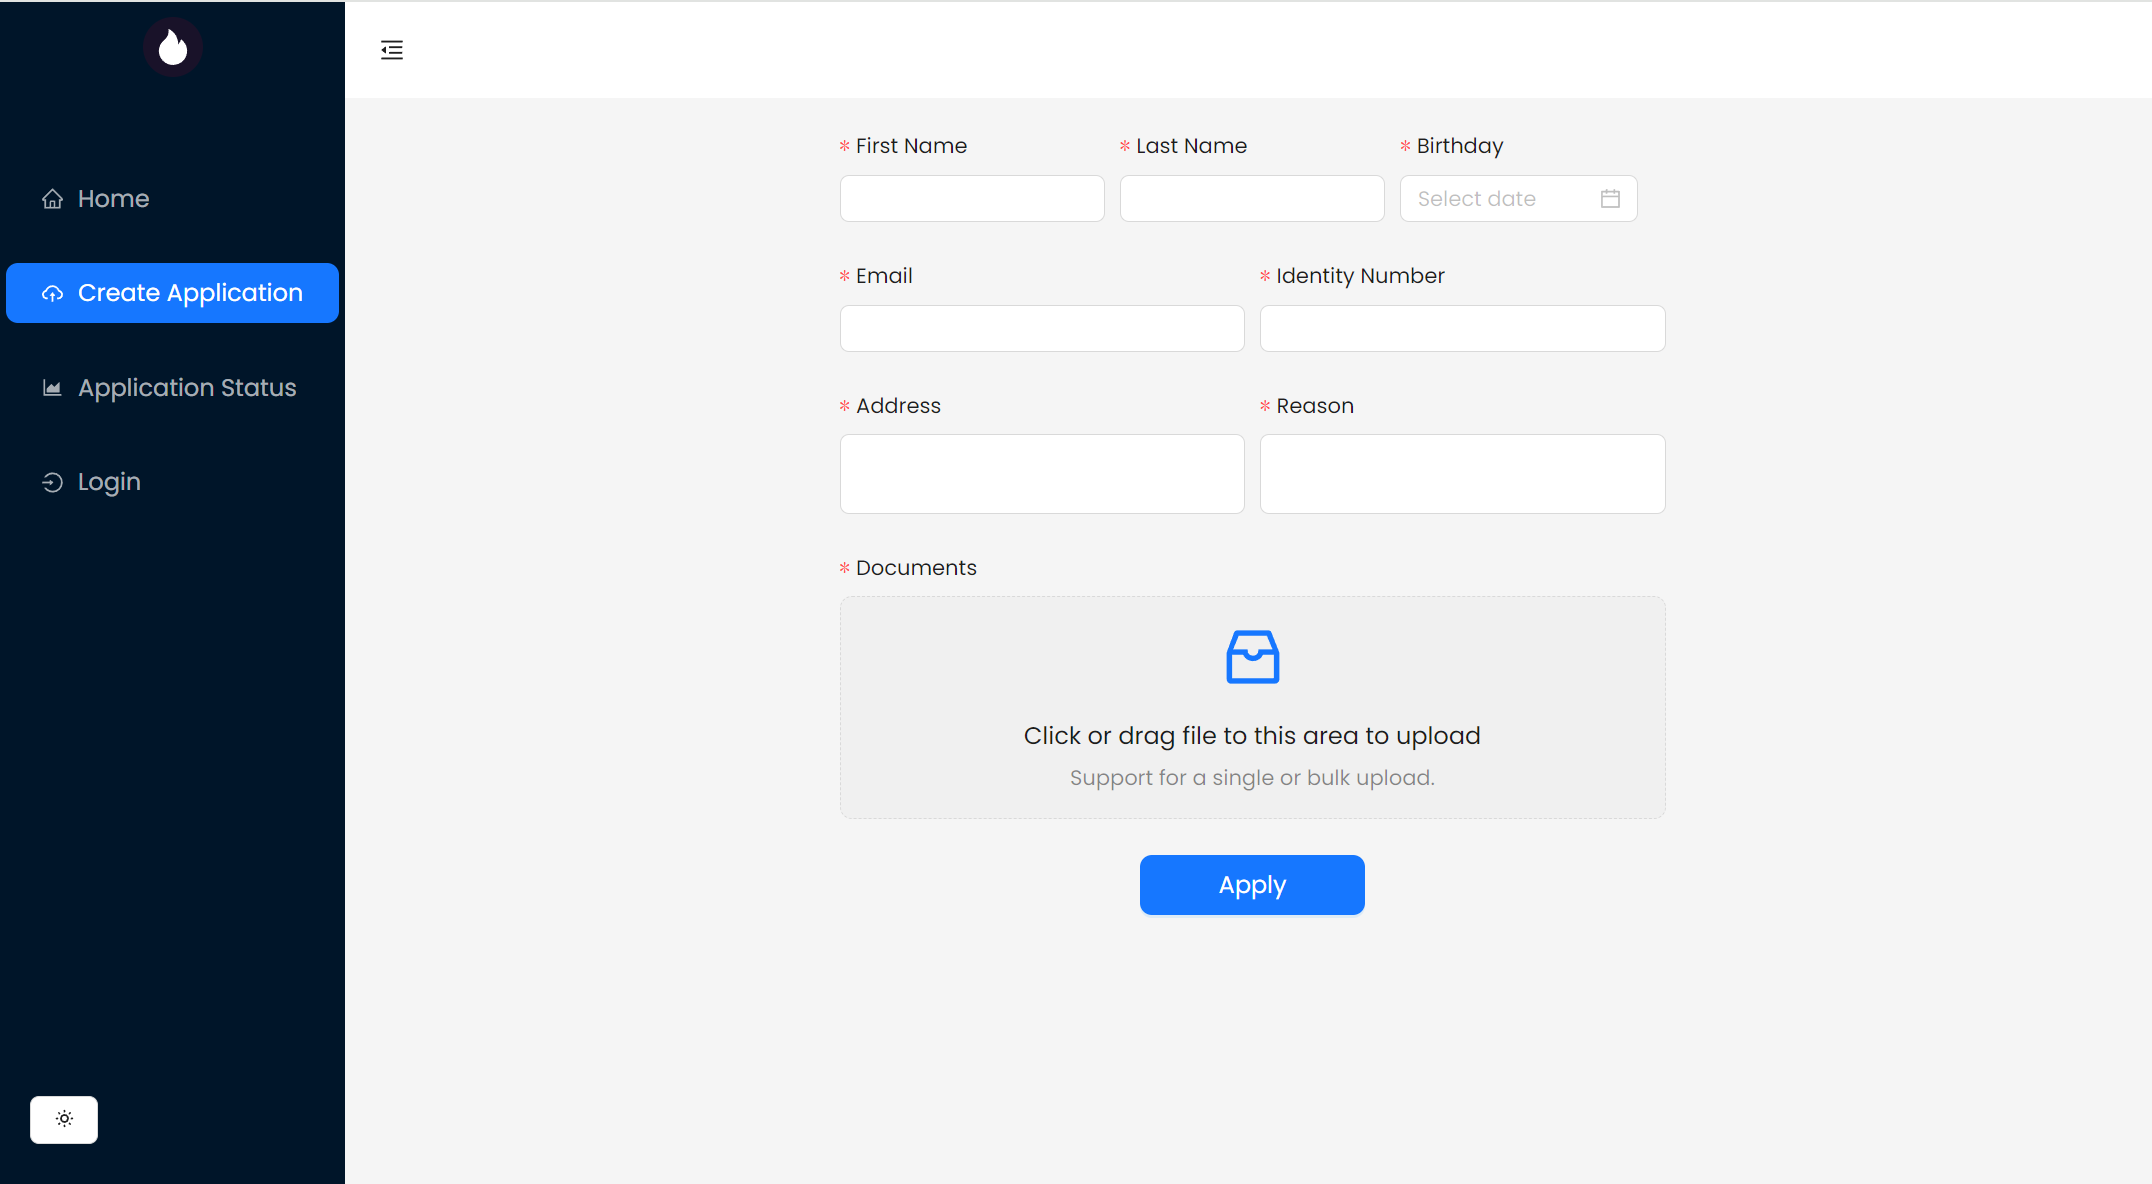 Home
Create Application
Application Status
Login
* First Name
* Last Name
* Birthday
Select date
* Email
* Identity Number
* Address
* Reason
* Documents
Click or drag file to this area to upload
Support for a single or bulk upload.
Apply